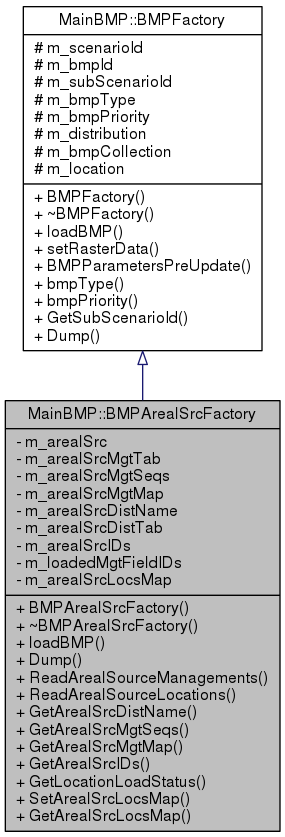 MainBMP::BMPFactory
# m_scenarioId
# m_bmpId
# m_subScenarioId
# m_bmpType
# m_bmpPriority
# m_distribution
# m_bmpCollection
# m_location
+ BMPFactory()
+ ~BMPFactory()
+ loadBMP()
+ setRasterData()
+ BMPParametersPreUpdate()
+ bmpType()
+ bmpPriority()
+ GetSubScenarioId()
+ Dump()
MainBMP::BMPArealSrcFactory
- m_arealSrc
- m_arealSrcMgtTab
- m_arealSrcMgtSeqs
- m_arealSrcMgtMap
- m_arealSrcDistName
- m_arealSrcDistTab
- m_arealSrcIDs
- m_loadedMgtFieldIDs
- m_arealSrcLocsMap
+ BMPArealSrcFactory()
+ ~BMPArealSrcFactory()
+ loadBMP()
+ Dump()
+ ReadArealSourceManagements()
+ ReadArealSourceLocations()
+ GetArealSrcDistName()
+ GetArealSrcMgtSeqs()
+ GetArealSrcMgtMap()
+ GetArealSrcIDs()
+ GetLocationLoadStatus()
+ SetArealSrcLocsMap()
+ GetArealSrcLocsMap()